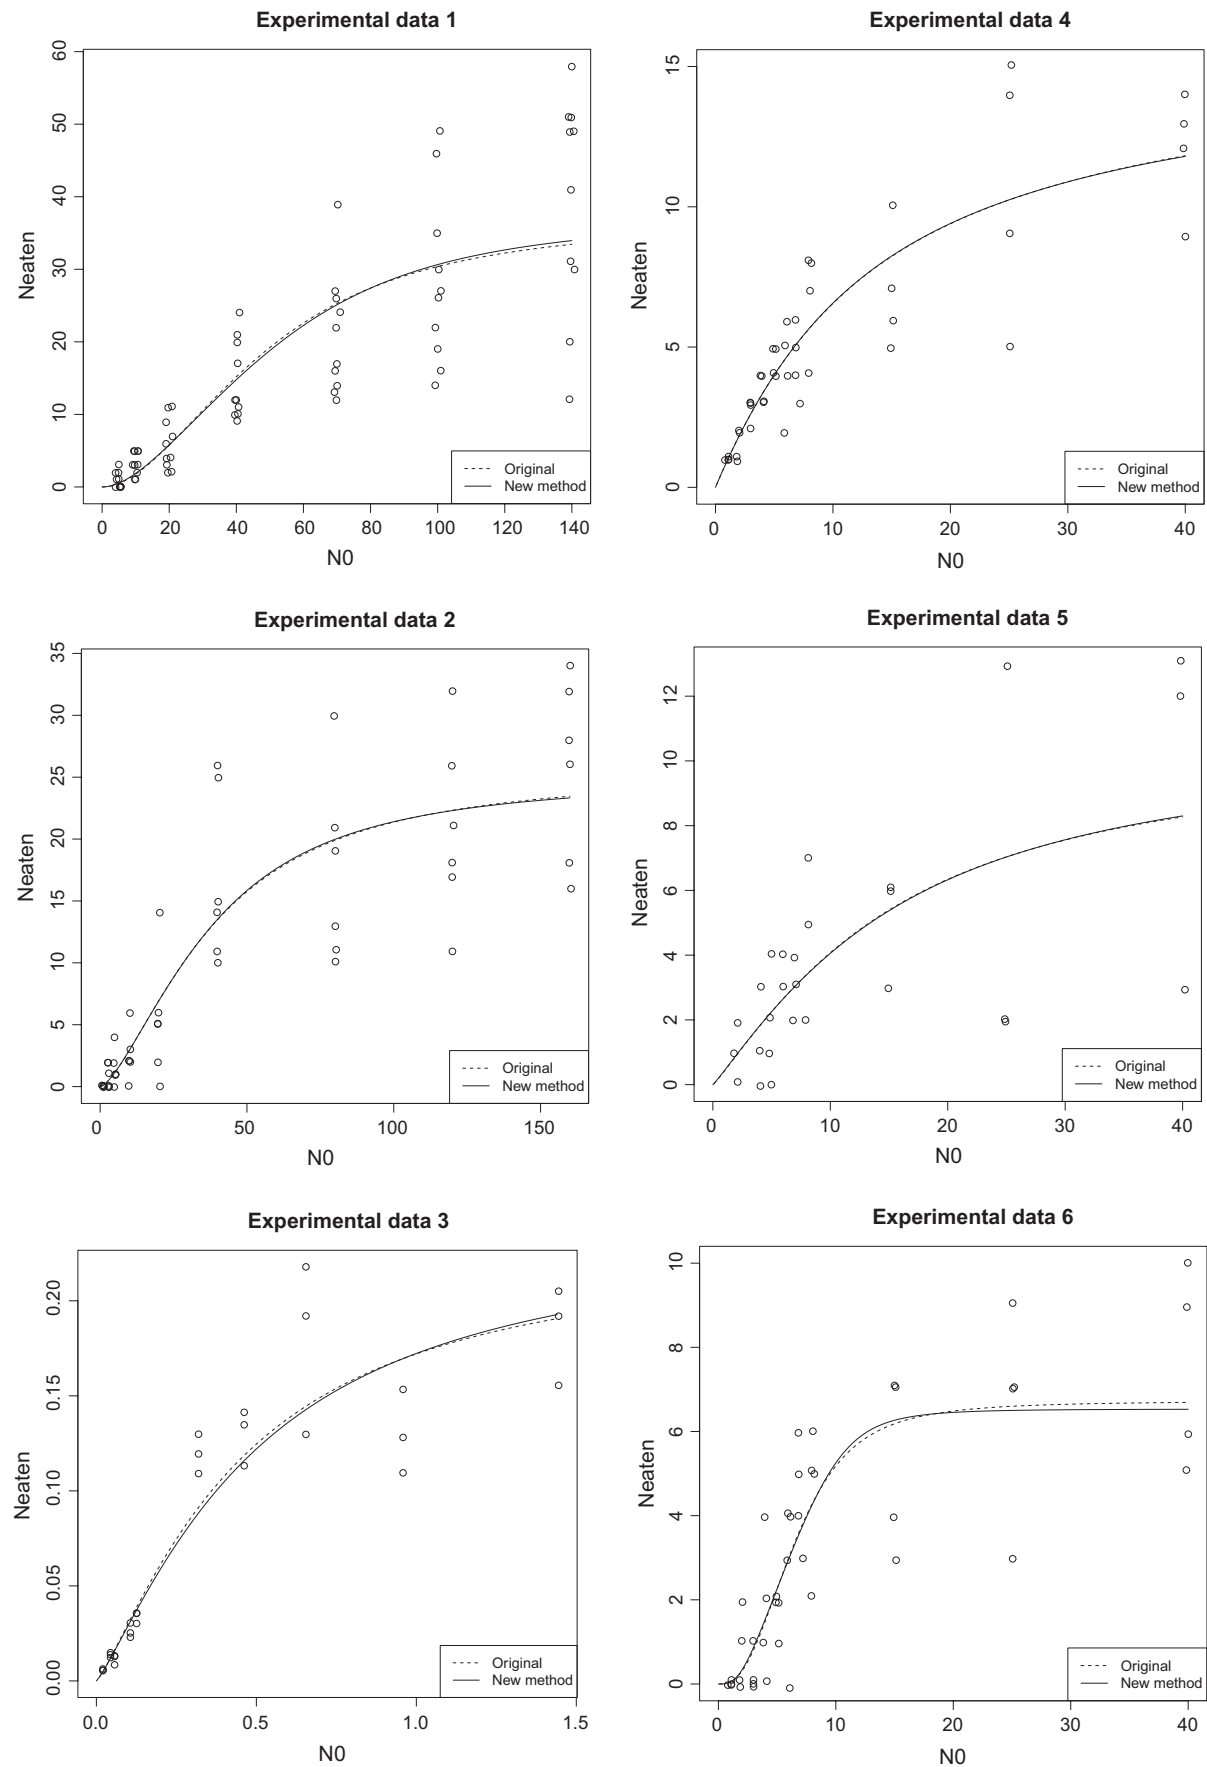 Experimental data 1
Neaten
0 10 20 30 40 50 60
0 20 40 60 80 100 120 140
N0
Original
New method
Experimental data 4
Neaten
0 5 10 15
0 10 20 30 40
N0
Original
New method
Experimental data 2
Neaten
0 5 10 15 20 25 30 35
0 50 100 150
N0
Original
New method
Experimental data 5
Neaten
0 2 4 6 8 10 12
0 10 20 30 40
N0
Original
New method
Experimental data 3
Neaten
0.00 0.05 0.10 0.15 0.20
0.0 0.5 1.0 1.5
N0
Original
New method
Experimental data 6
Neaten
0 2 4 6 8 10
0 10 20 30 40
N0
Original
New method